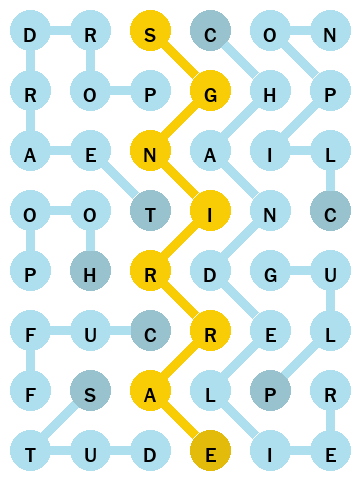 D R S C O N
R O P G H P
A E N A I L
O O T I N C
P H R D G U
F U C R E L
F S A L P R
T U D E I E